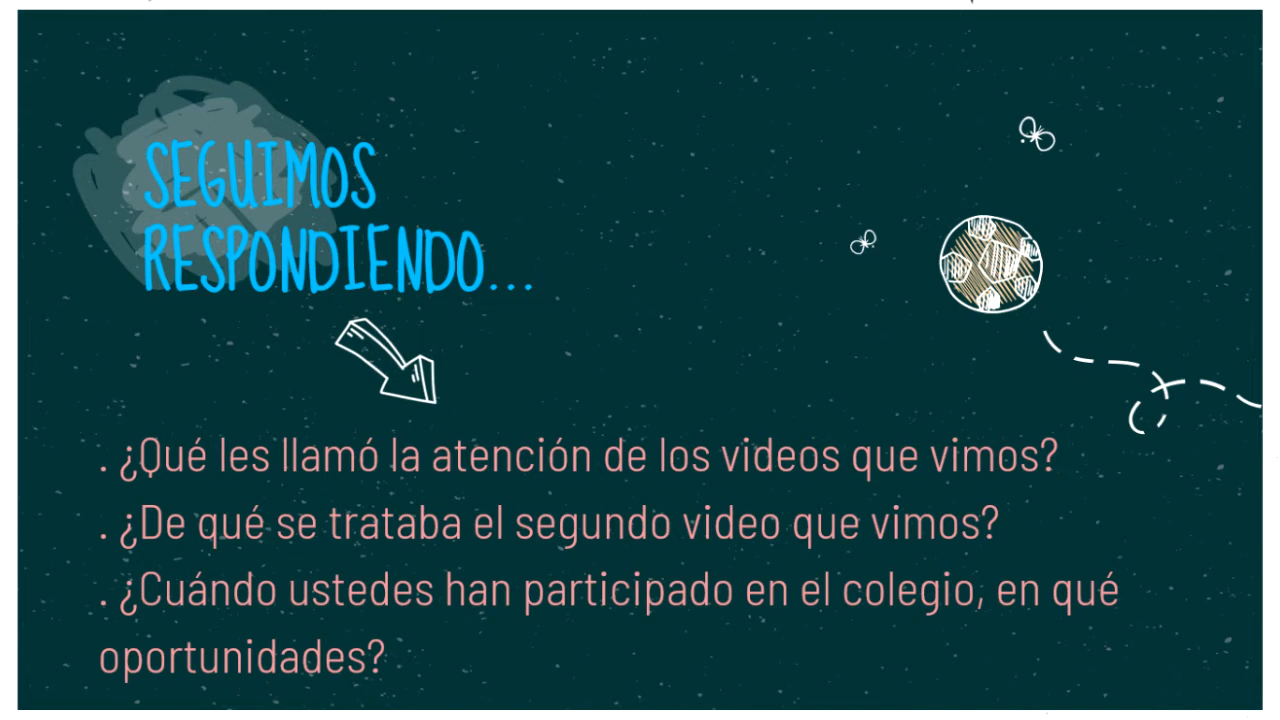 SEGUIMOS
RESPONDIENDO...
. ¿Qué les llamó la atención de los videos que vimos?
. ¿De qué se trataba el segundo video que vimos?
. ¿Cuándo ustedes han participado en el colegio, en qué
oportunidades?